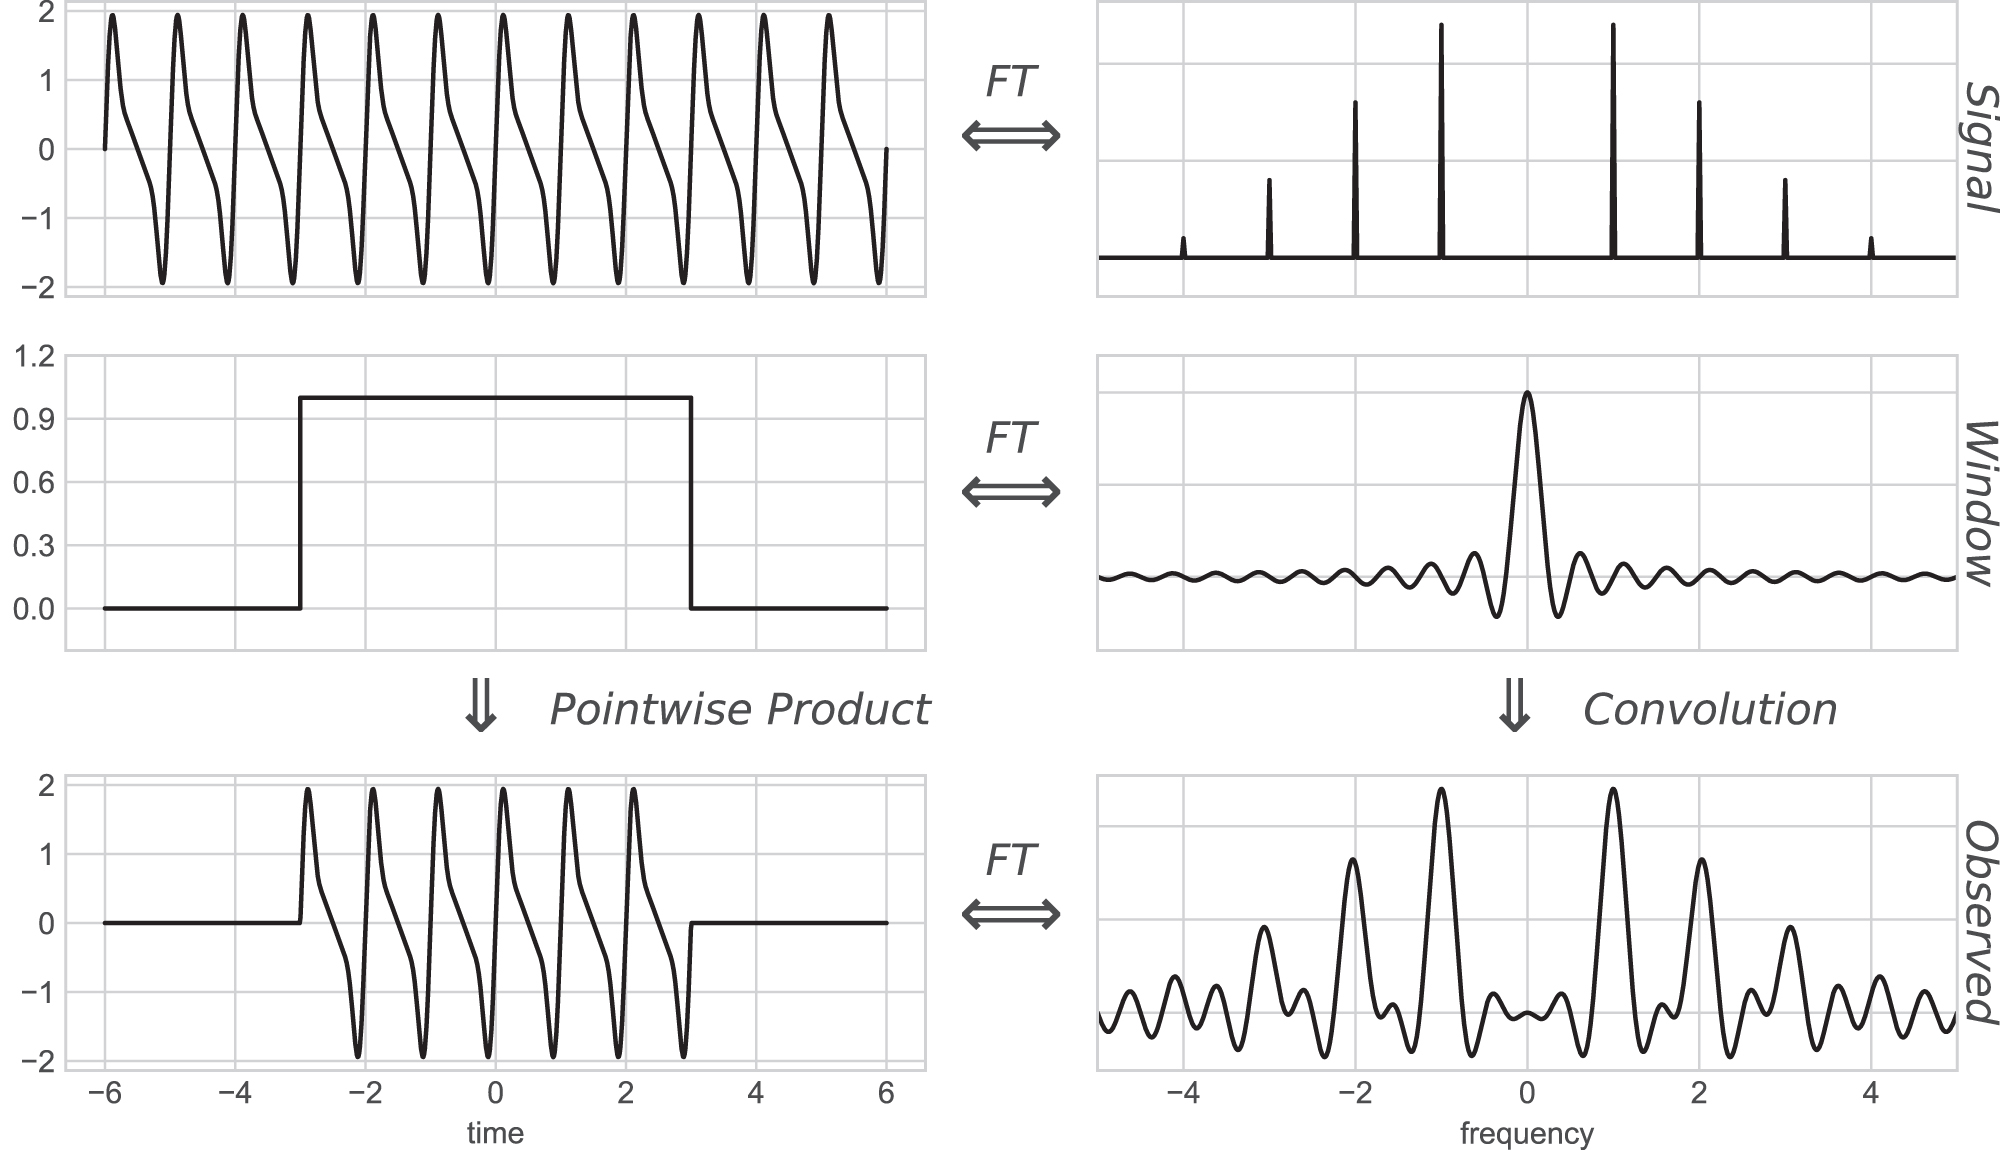 2
1
0
−1
−2
FT
Signal
1.2
0.9
0.6
0.3
0.0
FT
Window
Pointwise Product
Convolution
2
1
0
−1
−2
FT
Observed
−6 −4 −2 0 2 4 6
time
−4 −2 0 2 4
frequency